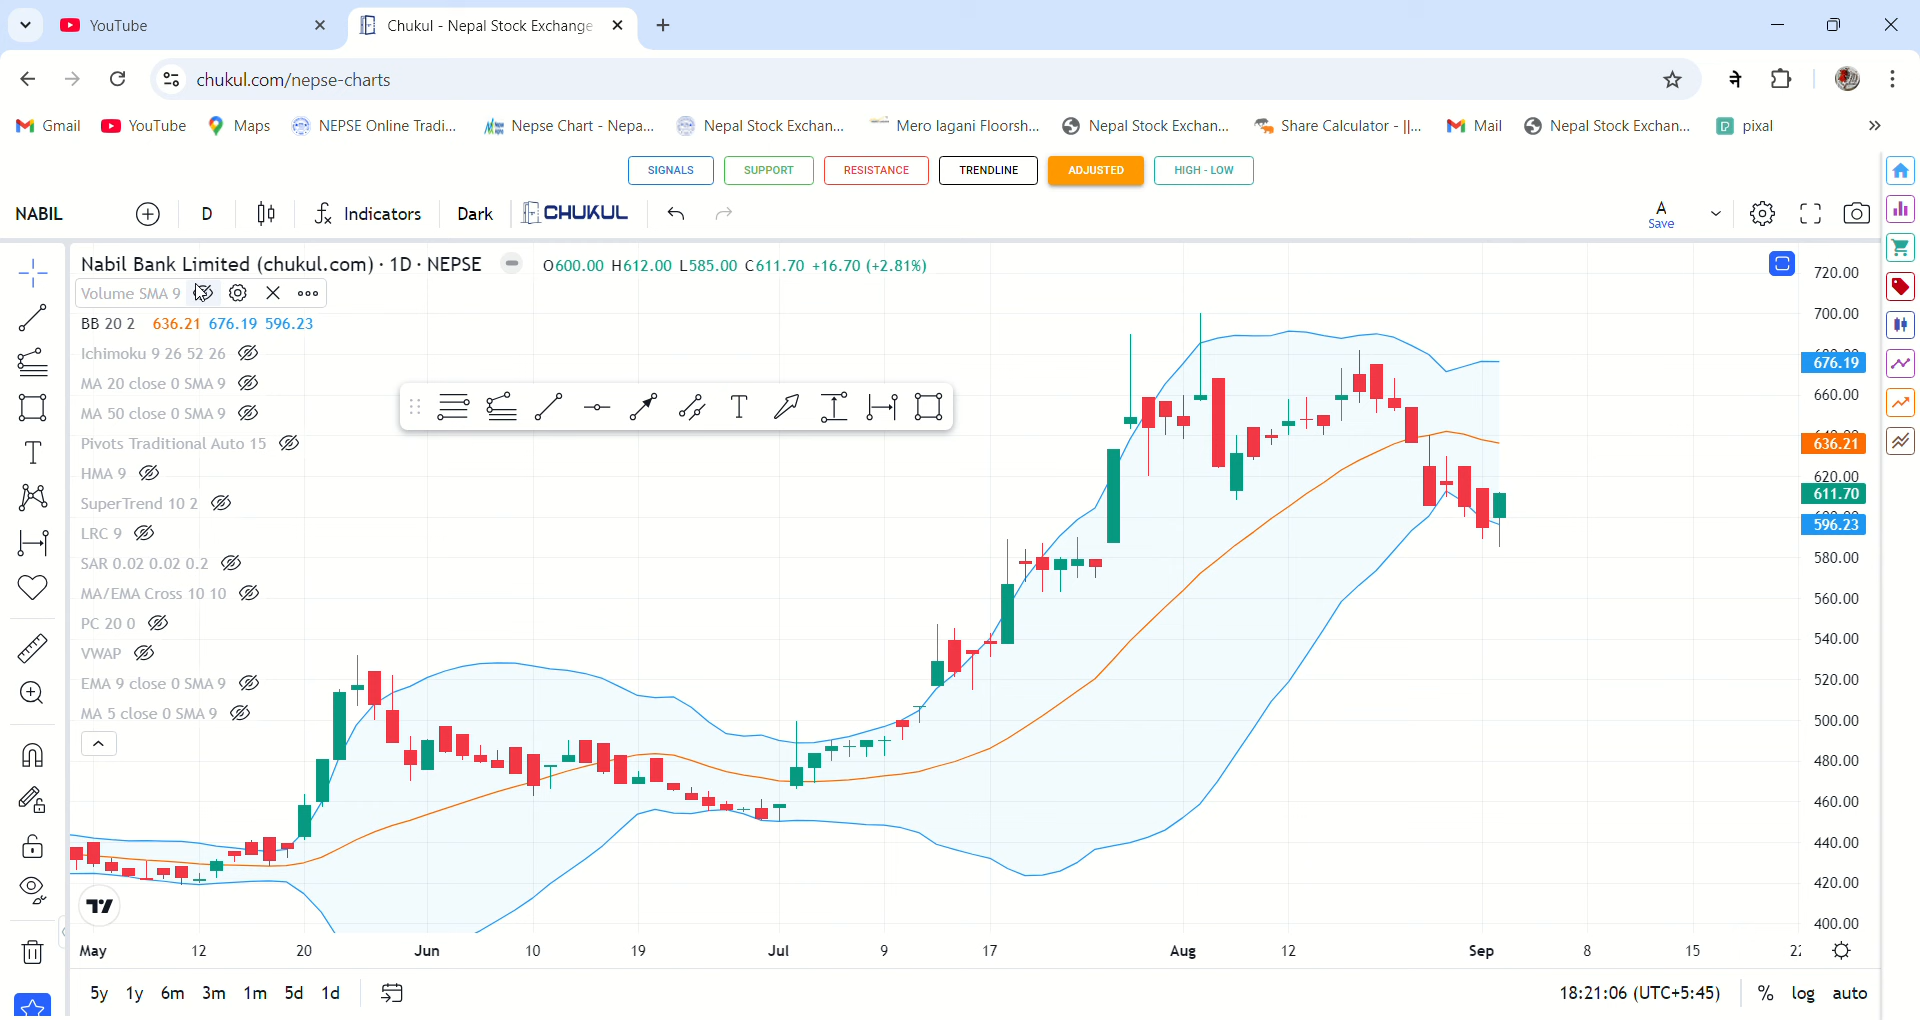 YouTube
Chukul - Nepal Stock Exchange
chukul.com/nepse-charts
ने
Gmail YouTube Maps NEPSE Online Tradi... Nepse Chart - Nepa... Nepal Stock Exchan... Mero lagani Floorsh... Nepal Stock Exchan... Share Calculator - ||... Mail Nepal Stock Exchan... pixal »
SIGNALS SUPPORT RESISTANCE TRENDLINE ADJUSTED HIGH - LOW
NABIL D Indicators Dark CHUKUL A
Save
Nabil Bank Limited (chukul.com) · 1D · NEPSE O600.00 H612.00 L585.00 C611.70 +16.70 (+2.81%)
Volume SMA 9
BB 20 2 636.21 676.19 596.23
Ichimoku 9 26 52 26
MA 20 close 0 SMA 9
MA 50 close 0 SMA 9
Pivots Traditional Auto 15
HMA 9
SuperTrend 10 2
LRC 9
SAR 0.02 0.02 0.2
MA/EMA Cross 10 10
PC 20 0
VWAP
EMA 9 close 0 SMA 9
MA 5 close 0 SMA 9
720.00
700.00
676.19
660.00
636.21
620.00
611.70
596.23
580.00
560.00
540.00
520.00
500.00
480.00
460.00
440.00
420.00
400.00
May 12 20 Jun 10 19 Jul 9 17 Aug 12 Sep 8 15
5y 1y 6m 3m 1m 5d 1d 18:21:06 (UTC+5:45) % log auto